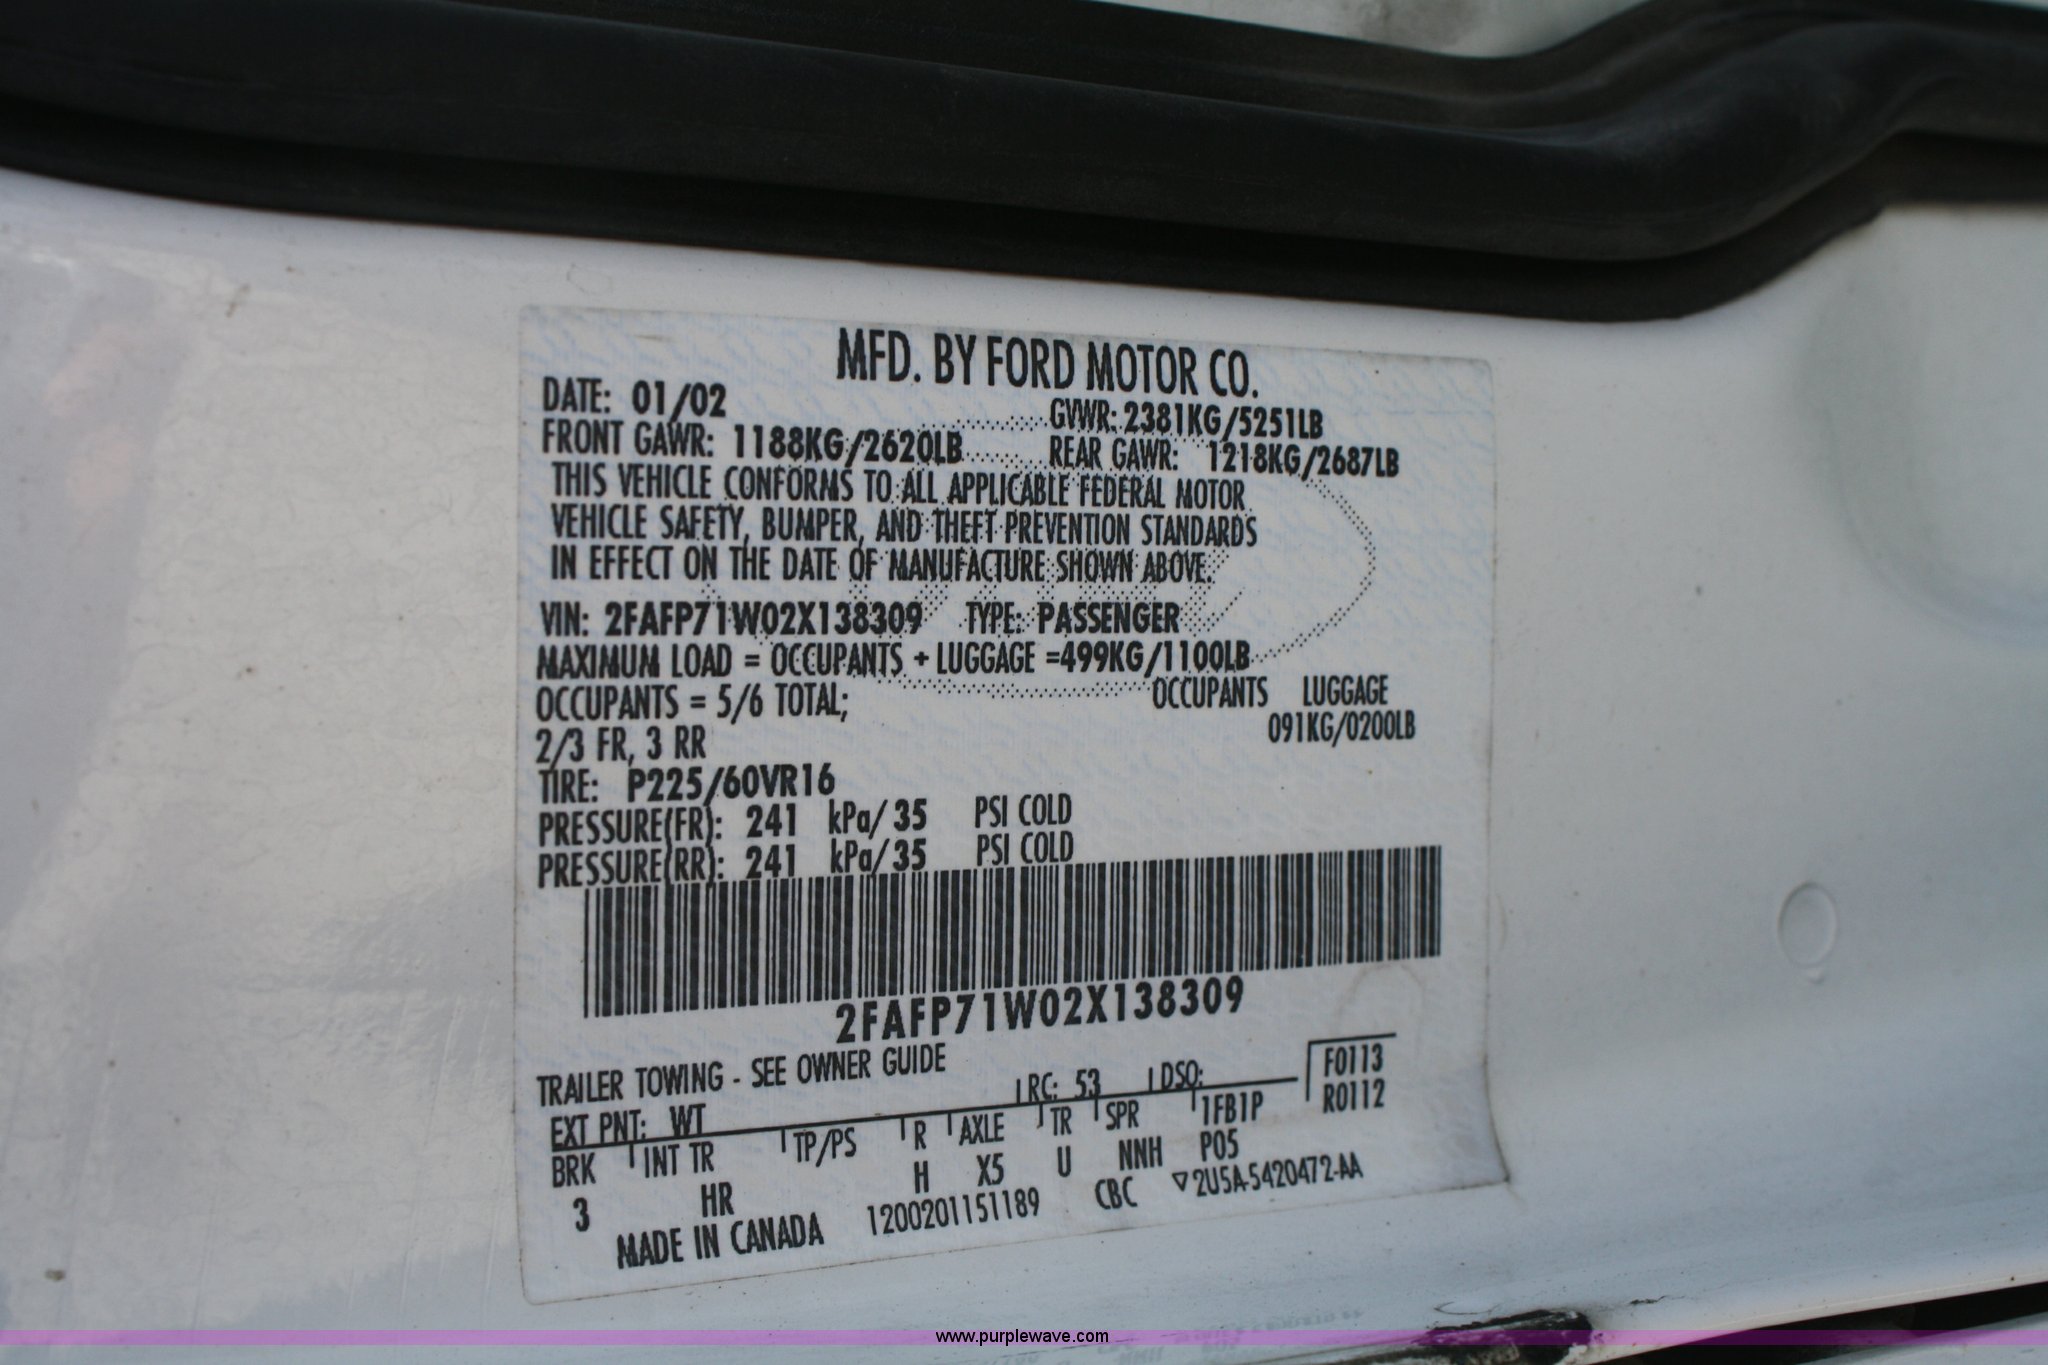 MFD. BY FORD MOTOR CO.
DATE: 01/02 GVWR: 2381KG/5251LB
FRONT GAWR: 1188KG/2620LB REAR GAWR: 1218KG/2687LB
THIS VEHICLE CONFORMS TO ALL APPLICABLE FEDERAL MOTOR
VEHICLE SAFETY, BUMPER, AND THEFT PREVENTION STANDARDS
IN EFFECT ON THE DATE OF MANUFACTURE SHOWN ABOVE.
VIN: 2FAFP71W02X138309 TYPE: PASSENGER
MAXIMUM LOAD = OCCUPANTS + LUGGAGE =499KG/1100LB
OCCUPANTS = 5/6 TOTAL; OCCUPANTS LUGGAGE
2/3 FR, 3 RR 091KG/0200LB
TIRE: P225/60VR16
PRESSURE(FR): 241 kPa/ 35 PSI COLD
PRESSURE(RR): 241 kPa/ 35 PSI COLD
2FAFP71W02X138309
TRAILER TOWING - SEE OWNER GUIDE
EXT PNT: WT RC: 53 DSO: F0113
BRK INT TR TP/PS R AXLE TR SPR 1FB1P R0112
3 HR H X5 U NNH P05
MADE IN CANADA 1200201151189 CBC ▽2U5A-5420472-AA
www.purplewave.com